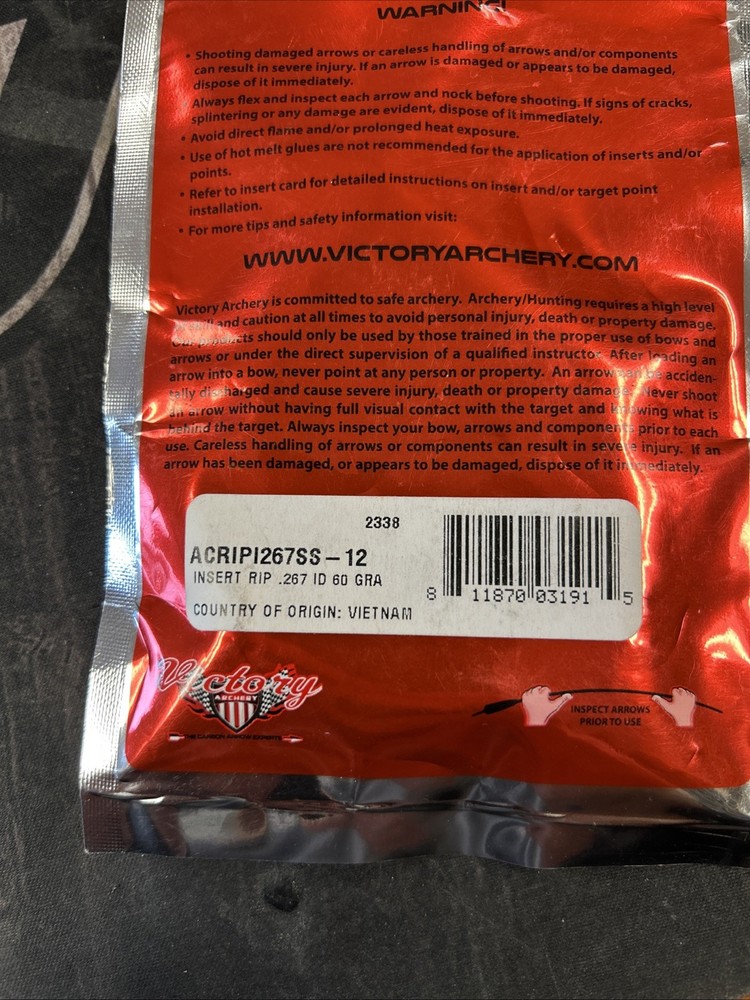 WARNING!
• Shooting damaged arrows or careless handling of arrows and/or components
can result in severe injury. If an arrow is damaged or appears to be damaged,
dispose of it immediately.
Always flex and inspect each arrow and nock before shooting. If signs of cracks,
splintering or any damage are evident, dispose of it immediately.
• Avoid direct flame and/or prolonged heat exposure.
• Use of hot melt glues are not recommended for the application of inserts and/or
points.
• Refer to insert card for detailed instructions on insert and/or target point
installation.
• For more tips and safety information visit:
WWW.VICTORYARCHERY.COM
Victory Archery is committed to safe archery. Archery/Hunting requires a high level
and caution at all times to avoid personal injury, death or property damage.
Our products should only be used by those trained in the proper use of bows and
arrows or under the direct supervision of a qualified instructor. After loading an
arrow into a bow, never point at any person or property. An arrow can be acciden-
tally discharged and cause severe injury, death or property damage. Never shoot
an arrow without having full visual contact with the target and knowing what is
behind the target. Always inspect your bow, arrows and components prior to each
use. Careless handling of arrows or components can result in severe injury. If an
arrow has been damaged, or appears to be damaged, dispose of it immediately.
2338
ACRIPI267SS-12
INSERT RIP .267 ID 60 GRA
COUNTRY OF ORIGIN: VIETNAM
8 11870 03191 5
Victory
ARCHERY
THE CARBON ARROW EXPERTS
INSPECT ARROWS
PRIOR TO USE